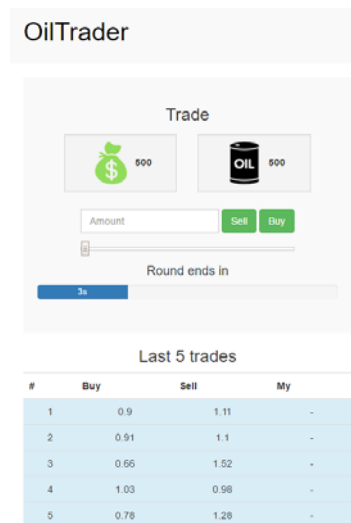 OilTrader
Trade
500 OIL 500
Amount Sell Buy
Round ends in
3s
Last 5 trades
# Buy Sell My
1 0.9 1.11 -
2 0.91 1.1 -
3 0.66 1.52 -
4 1.03 0.98 -
5 0.78 1.28 -